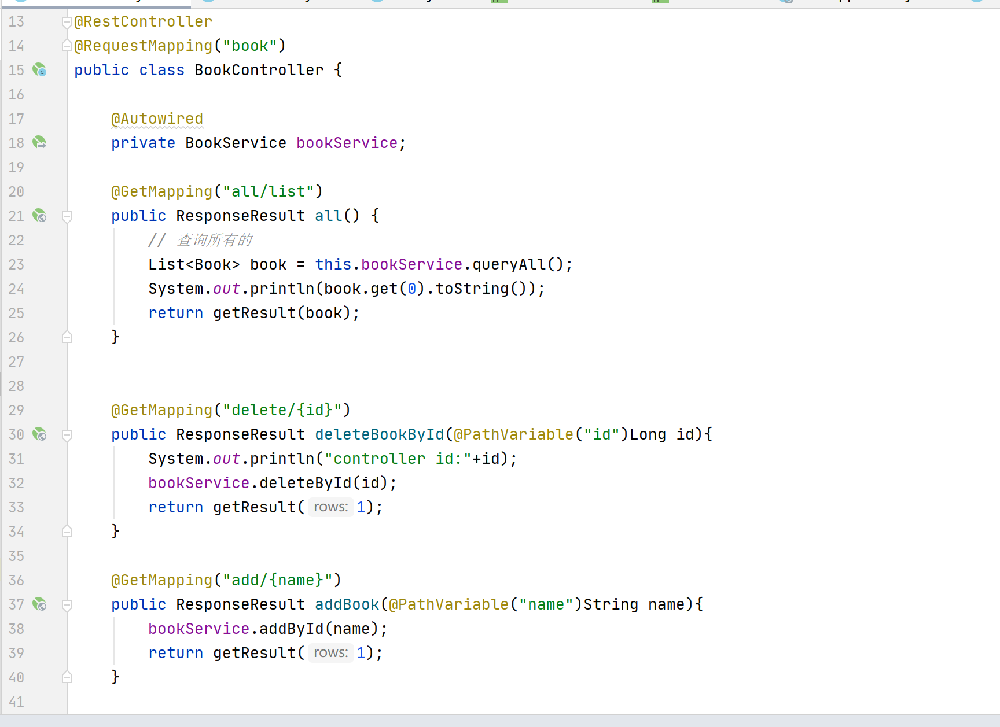 13 @RestController
14 @RequestMapping("book")
15 public class BookController {
16
17 @Autowired
18 private BookService bookService;
19
20 @GetMapping("all/list")
21 public ResponseResult all() {
22 // 查询所有的
23 List<Book> book = this.bookService.queryAll();
24 System.out.println(book.get(0).toString());
25 return getResult(book);
26 }
27
28
29 @GetMapping("delete/{id}")
30 public ResponseResult deleteBookById(@PathVariable("id")Long id){
31 System.out.println("controller id:"+id);
32 bookService.deleteById(id);
33 return getResult( rows: 1);
34 }
35
36 @GetMapping("add/{name}")
37 public ResponseResult addBook(@PathVariable("name")String name){
38 bookService.addById(name);
39 return getResult( rows: 1);
40 }
41